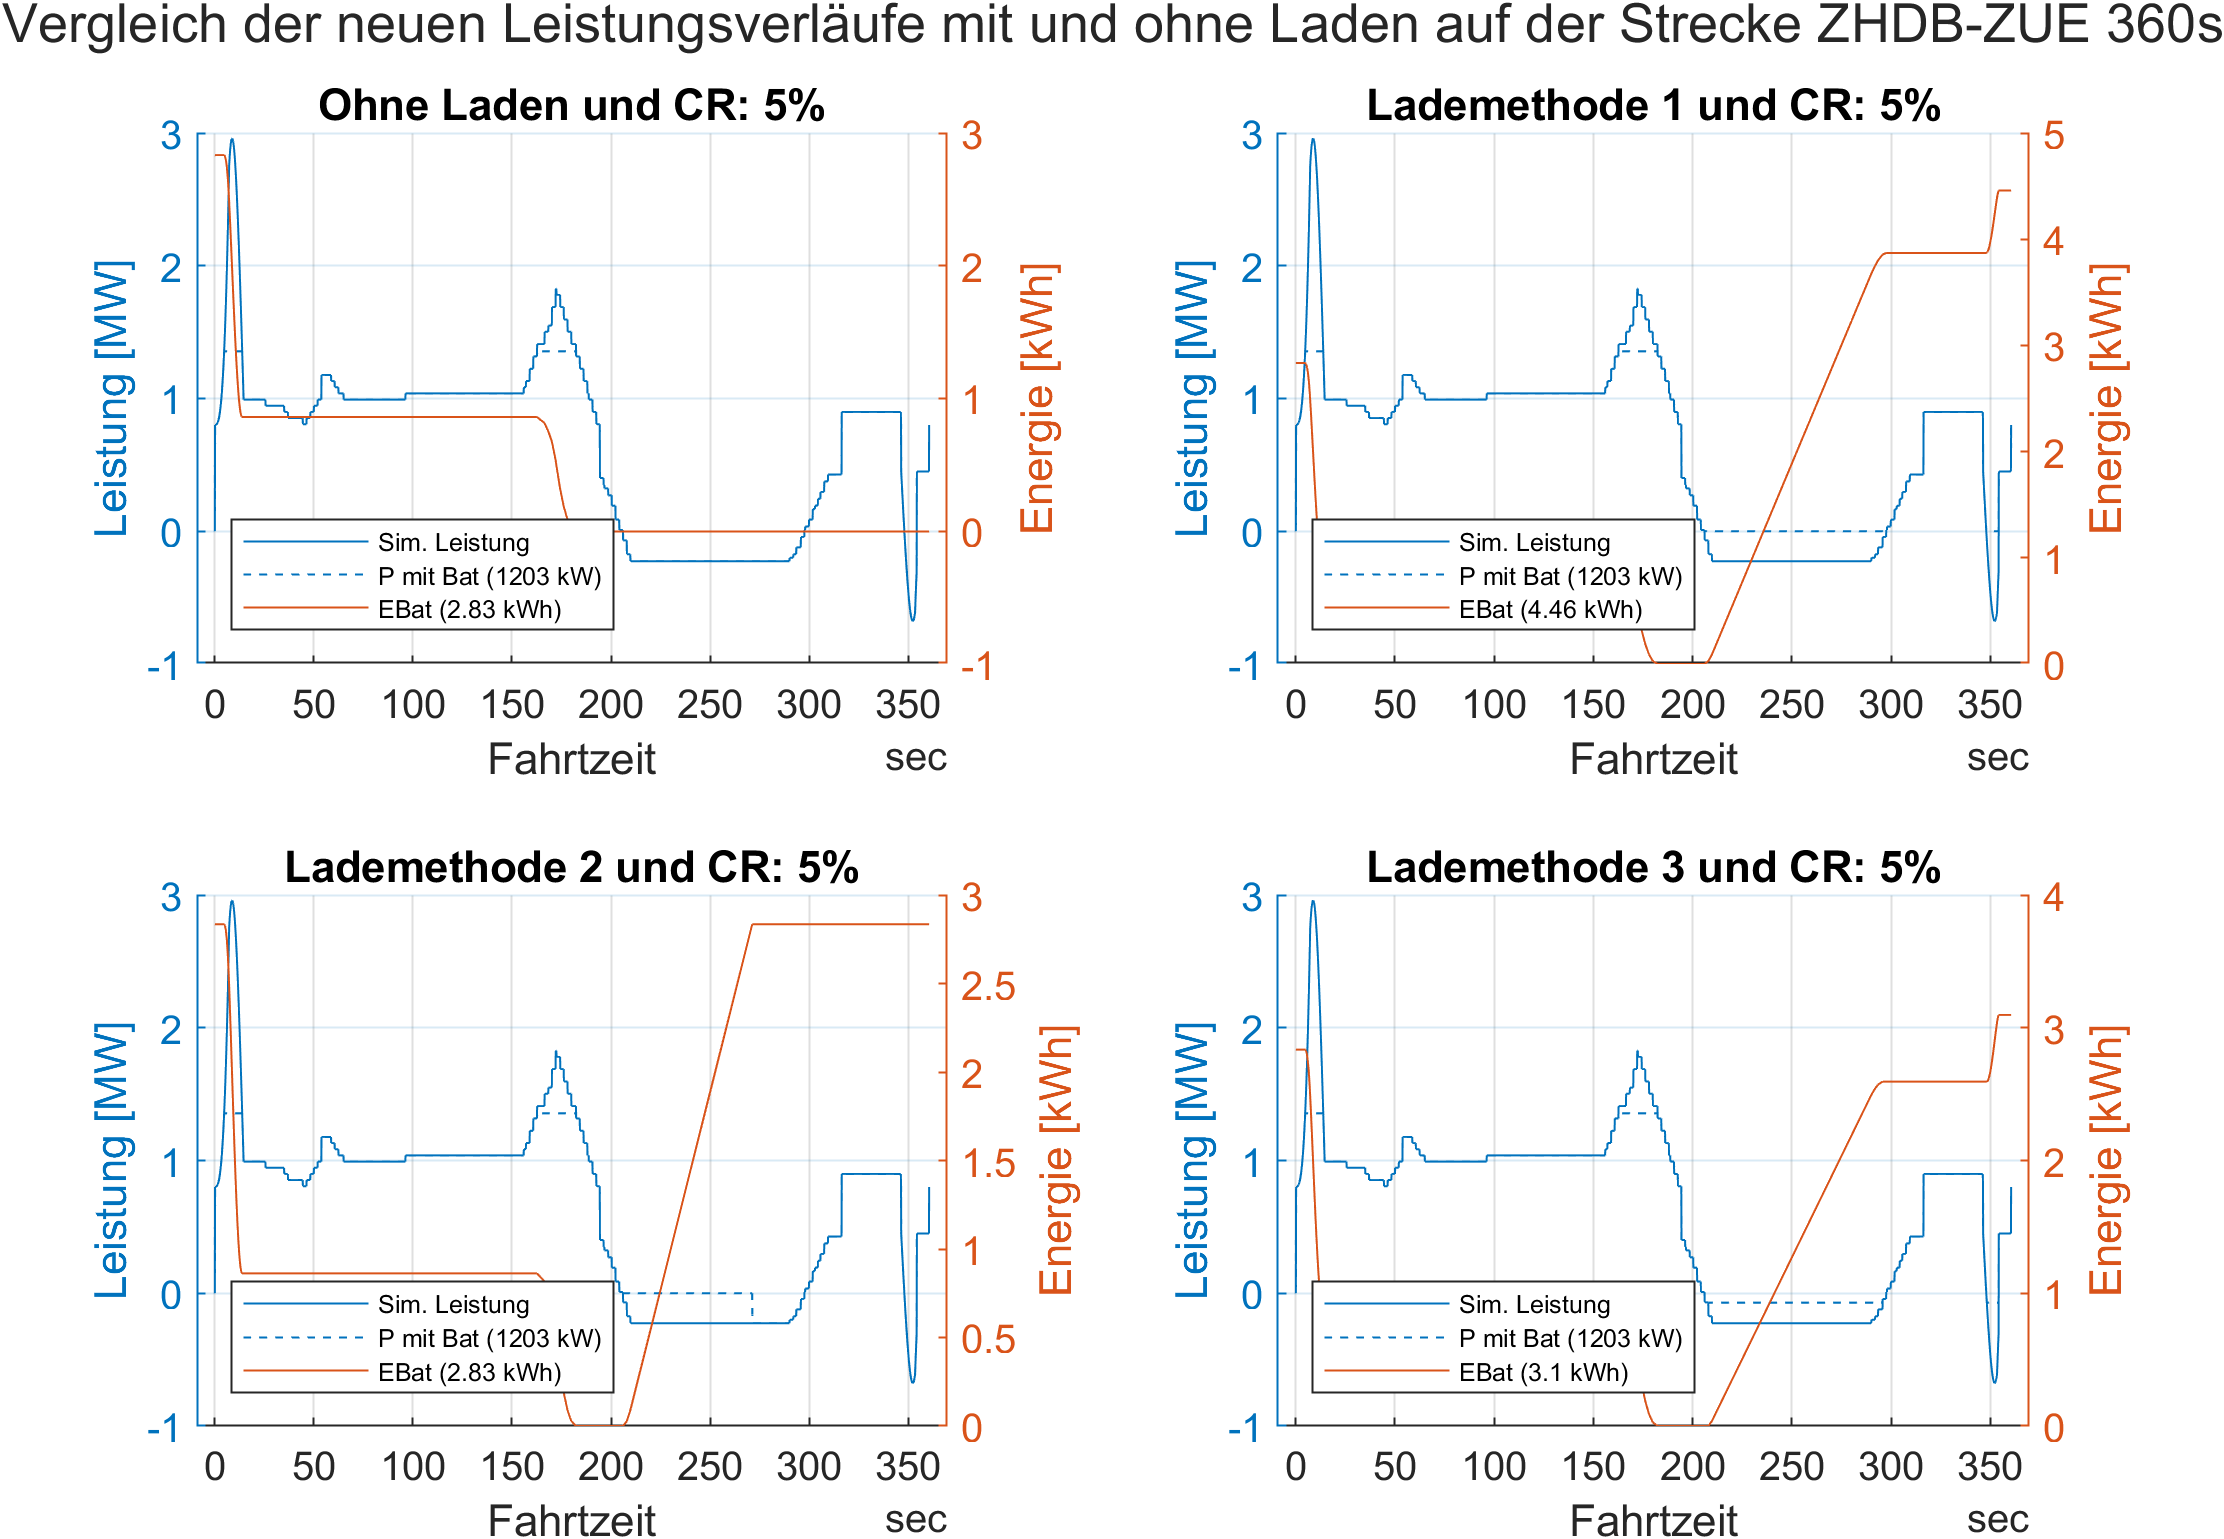 Vergleich der neuen Leistungsverläufe mit und ohne Laden auf der Strecke ZHDB-ZUE 360s
Ohne Laden und CR: 5%
3
2
1
0
-1
Leistung [MW]
3
2
1
0
-1
Energie [kWh]
Sim. Leistung
P mit Bat (1203 kW)
EBat (2.83 kWh)
0 50 100 150 200 250 300 350
Fahrtzeit
sec
Lademethode 1 und CR: 5%
3
2
1
0
-1
Leistung [MW]
5
4
3
2
1
0
Energie [kWh]
Sim. Leistung
P mit Bat (1203 kW)
EBat (4.46 kWh)
0 50 100 150 200 250 300 350
Fahrtzeit
sec
Lademethode 2 und CR: 5%
3
2
1
0
-1
Leistung [MW]
3
2.5
2
1.5
1
0.5
0
Energie [kWh]
Sim. Leistung
P mit Bat (1203 kW)
EBat (2.83 kWh)
0 50 100 150 200 250 300 350
Fahrtzeit
sec
Lademethode 3 und CR: 5%
3
2
1
0
-1
Leistung [MW]
4
3
2
1
0
Energie [kWh]
Sim. Leistung
P mit Bat (1203 kW)
EBat (3.1 kWh)
0 50 100 150 200 250 300 350
Fahrtzeit
sec